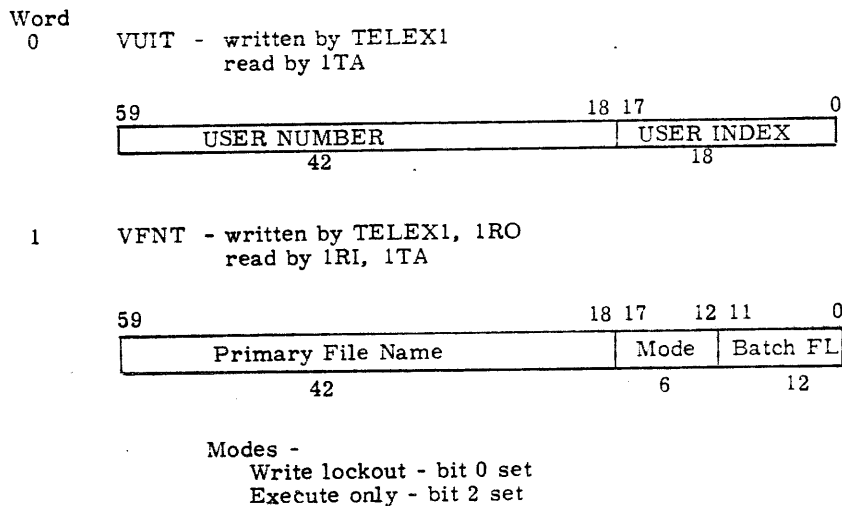 Word
0 VUIT - written by TELEX1
read by 1TA
59 18 17 0
USER NUMBER USER INDEX
42 18
1 VFNT - written by TELEX1, 1RO
read by 1RI, 1TA
59 18 17 12 11 0
Primary File Name Mode Batch FL
42 6 12
Modes -
Write lockout - bit 0 set
Execute only - bit 2 set